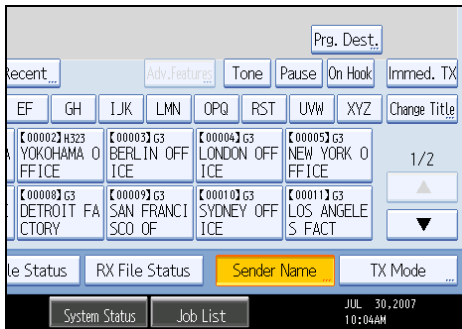 Prg. Dest.
Recent Adv.Features Tone Pause On Hook Immed. TX
EF GH IJK LMN OPQ RST UVW XYZ Change Title
【00002】H323 【00003】G3 【00004】G3 【00005】G3
YOKOHAMA O BERLIN OFF LONDON OFF NEW YORK O
FFICE ICE ICE FFICE
1/2
【00008】G3 【00009】G3 【00010】G3 【00011】G3
DETROIT FA SAN FRANCI SYDNEY OFF LOS ANGELE
CTORY SCO OF ICE S FACT
le Status RX File Status Sender Name TX Mode
System Status Job List JUL 30,2007
10:04AM